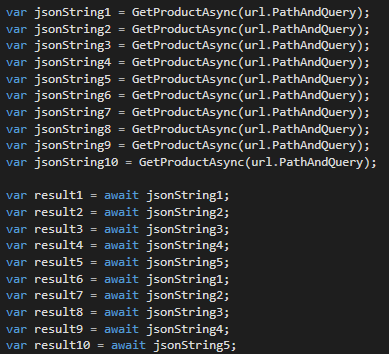 var jsonString1 = GetProductAsync(url.PathAndQuery);
var jsonString2 = GetProductAsync(url.PathAndQuery);
var jsonString3 = GetProductAsync(url.PathAndQuery);
var jsonString4 = GetProductAsync(url.PathAndQuery);
var jsonString5 = GetProductAsync(url.PathAndQuery);
var jsonString6 = GetProductAsync(url.PathAndQuery);
var jsonString7 = GetProductAsync(url.PathAndQuery);
var jsonString8 = GetProductAsync(url.PathAndQuery);
var jsonString9 = GetProductAsync(url.PathAndQuery);
var jsonString10 = GetProductAsync(url.PathAndQuery);
var result1 = await jsonString1;
var result2 = await jsonString2;
var result3 = await jsonString3;
var result4 = await jsonString4;
var result5 = await jsonString5;
var result6 = await jsonString1;
var result7 = await jsonString2;
var result8 = await jsonString3;
var result9 = await jsonString4;
var result10 = await jsonString5;